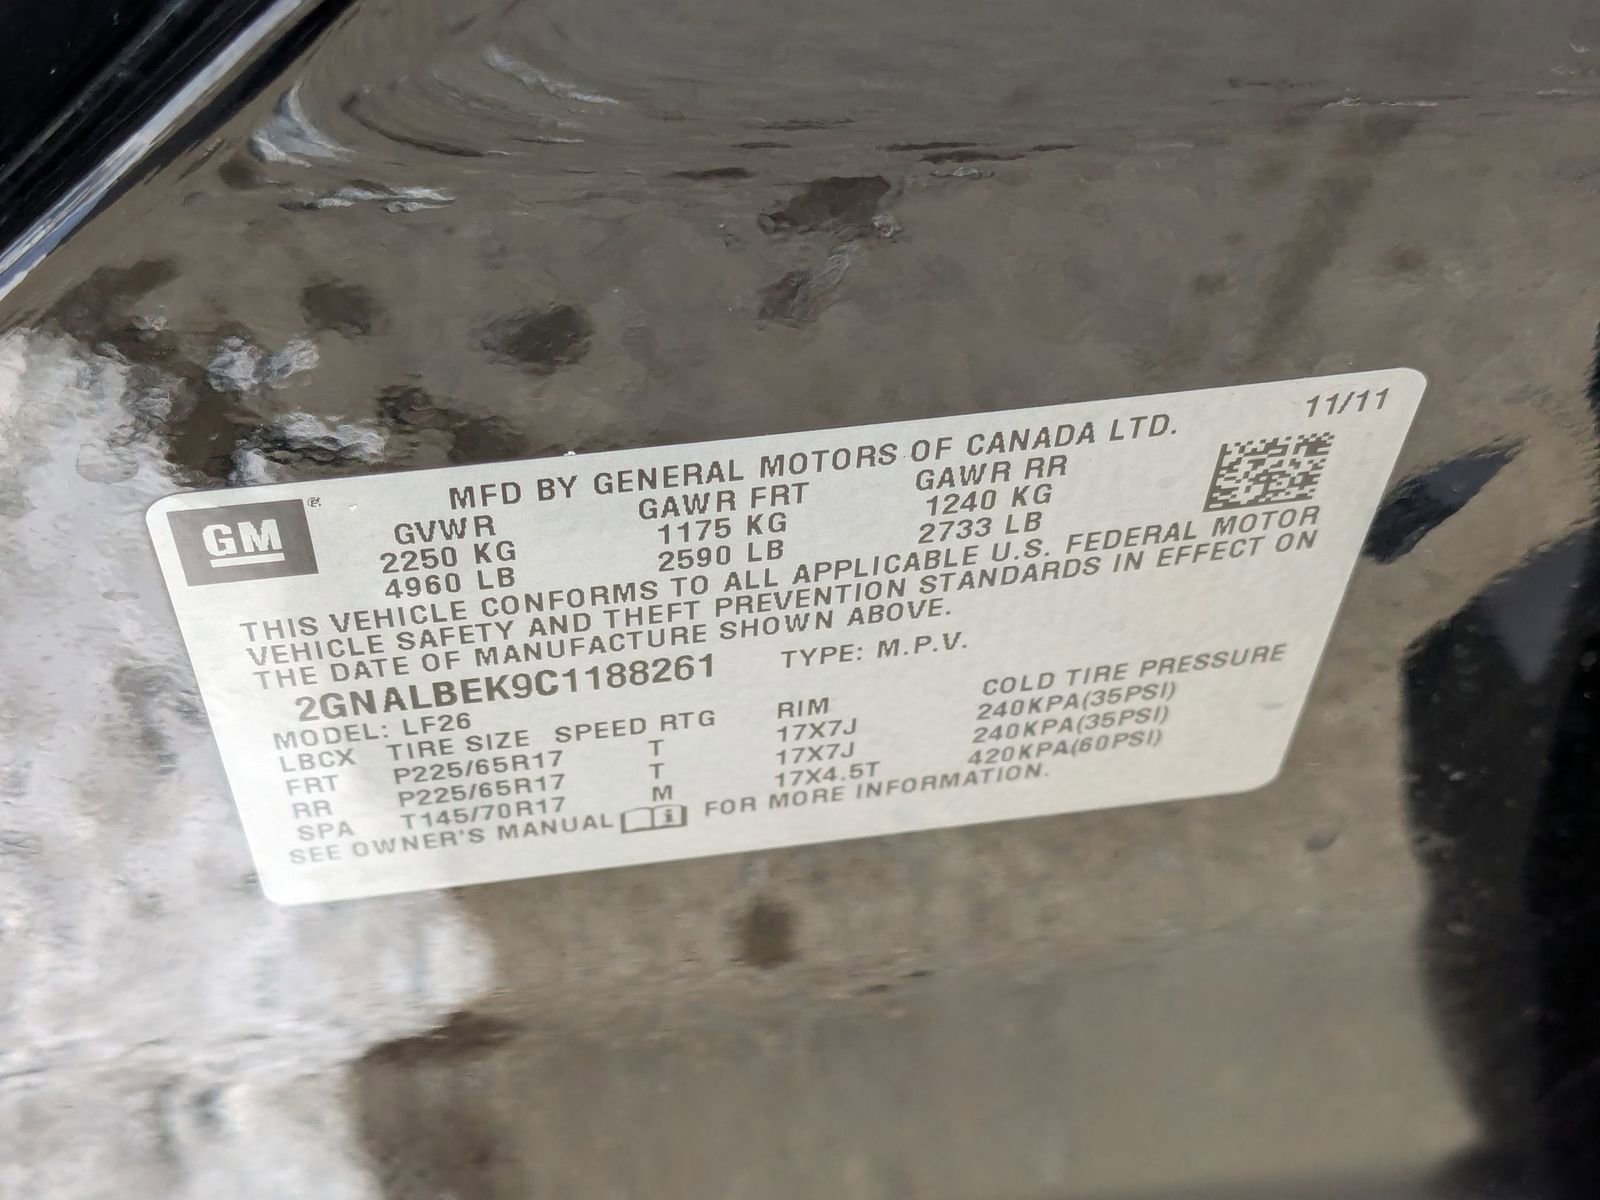 11/11
MFD BY GENERAL MOTORS OF CANADA LTD.
GM®
GVWR GAWR FRT GAWR RR
2250 KG 1175 KG 1240 KG
4960 LB 2590 LB 2733 LB
THIS VEHICLE CONFORMS TO ALL APPLICABLE U.S. FEDERAL MOTOR
VEHICLE SAFETY AND THEFT PREVENTION STANDARDS IN EFFECT ON
THE DATE OF MANUFACTURE SHOWN ABOVE.
2GNALBEK9C1188261 TYPE: M.P.V.
MODEL: LF26
LBCX TIRE SIZE SPEED RTG RIM COLD TIRE PRESSURE
FRT P225/65R17 T 17X7J 240KPA(35PSI)
RR P225/65R17 T 17X7J 240KPA(35PSI)
SPA T145/70R17 M 17X4.5T 420KPA(60PSI)
SEE OWNER'S MANUAL FOR MORE INFORMATION.